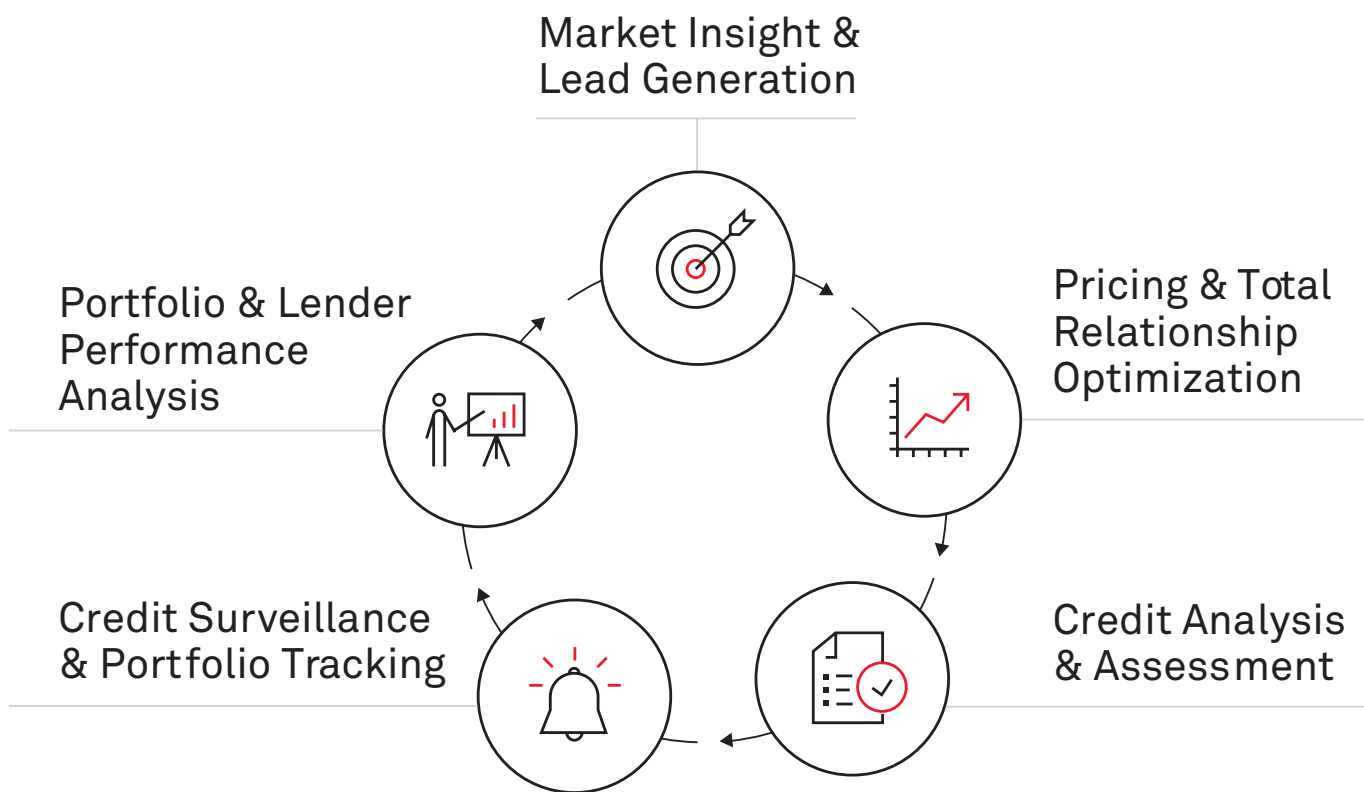 Market Insight &
Lead Generation
Pricing & Total
Relationship
Optimization
Credit Analysis
& Assessment
Credit Surveillance
& Portfolio Tracking
Portfolio & Lender
Performance
Analysis